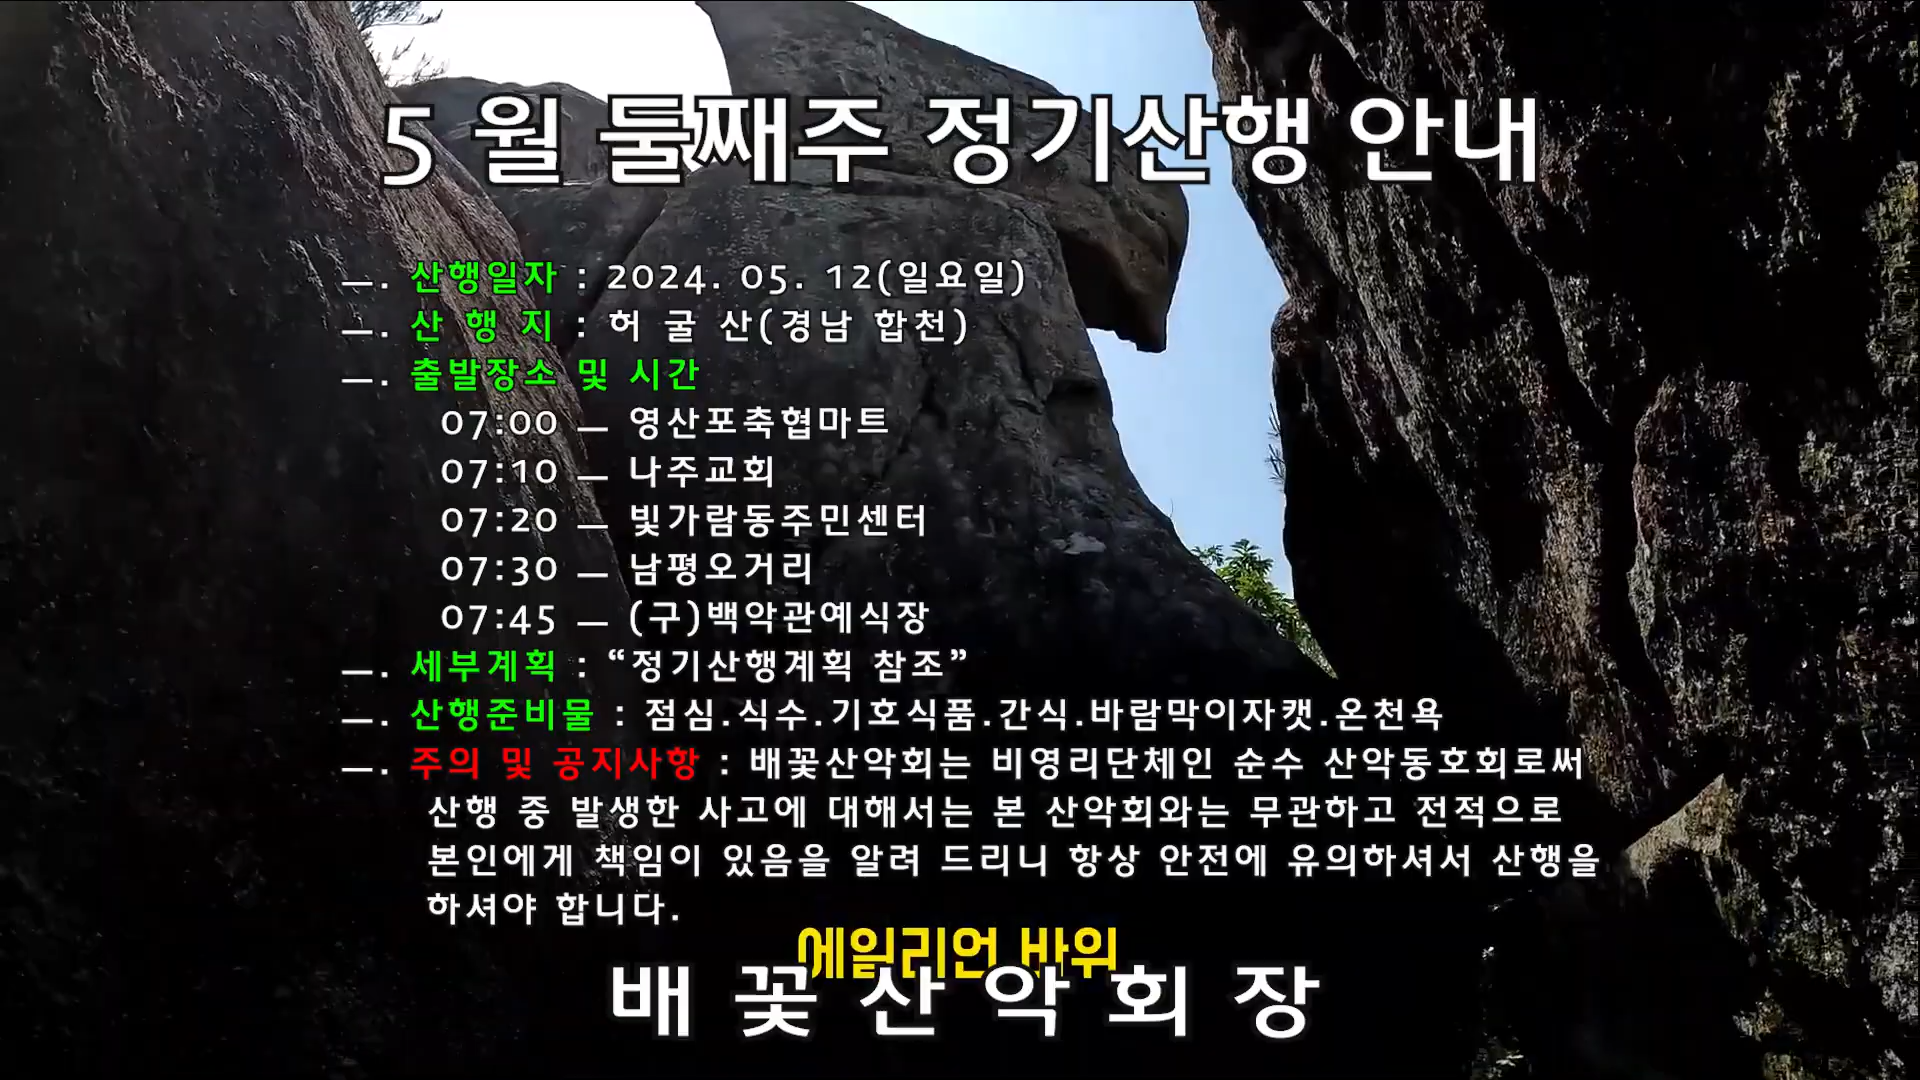 5 월 둘째주 정기산행 안내
ㅡ. 산행일자 : 2024. 05. 12(일요일)
ㅡ. 산 행 지 : 허 굴 산(경남 합천)
ㅡ. 출발장소 및 시간
07:00 ㅡ 영산포축협마트
07:10 ㅡ 나주교회
07:20 ㅡ 빛가람동주민센터
07:30 ㅡ 남평오거리
07:45 ㅡ (구)백악관예식장
ㅡ. 세부계획 : “정기산행계획 참조”
ㅡ. 산행준비물 : 점심.식수.기호식품.간식.바람막이자캣.온천욕
ㅡ. 주의 및 공지사항 : 배꽃산악회는 비영리단체인 순수 산악동호회로써
산행 중 발생한 사고에 대해서는 본 산악회와는 무관하고 전적으로
본인에게 책임이 있음을 알려 드리니 항상 안전에 유의하셔서 산행을
하셔야 합니다.
에일리언 바위
배 꽃 산 악 회 장